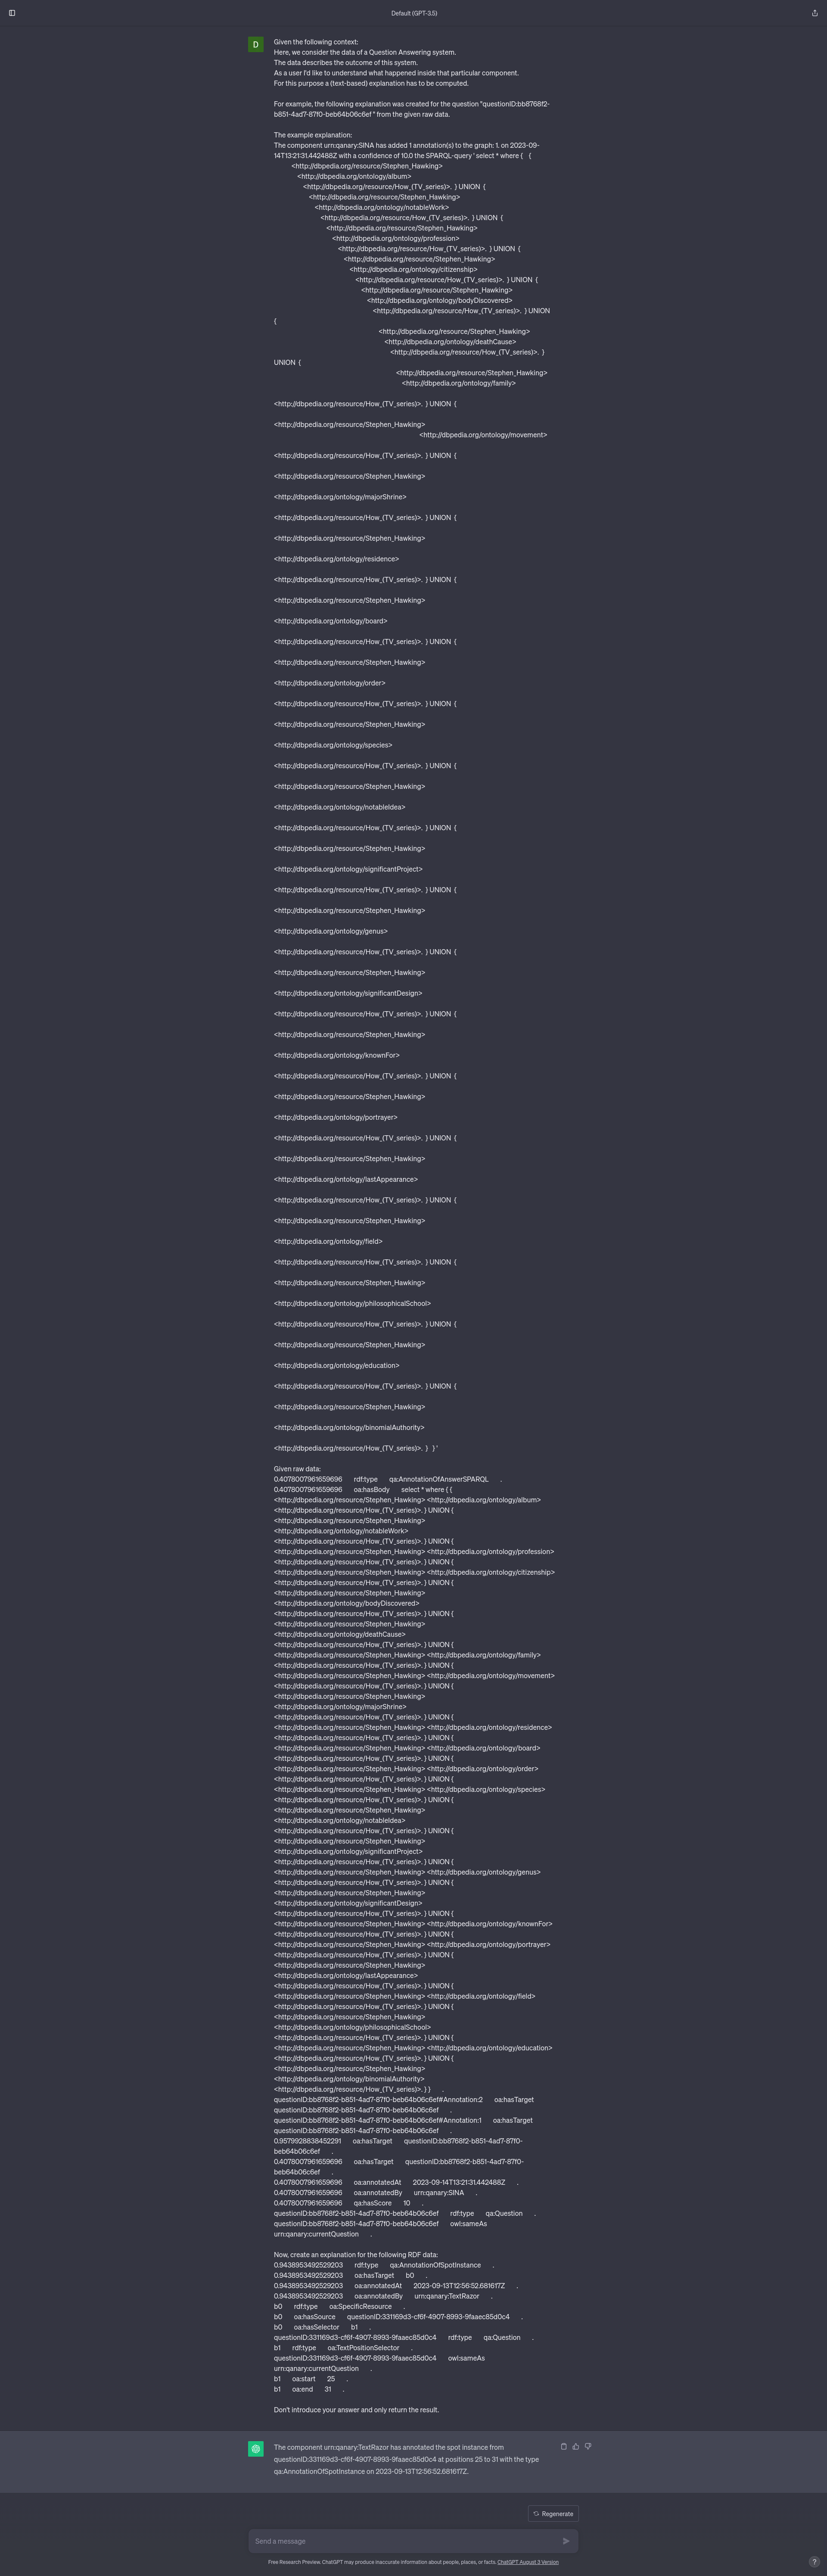 Default (GPT-3.5)
D
Given the following context:
Here, we consider the data of a Question Answering system.
The data describes the outcome of this system.
As a user I'd like to understand what happened inside that particular component.
For this purpose a (text-based) explanation has to be computed.
For example, the following explanation was created for the question "questionID:bb8768f2-
b851-4ad7-87f0-beb64b06c6ef " from the given raw data.
The example explanation:
The component urn:qanary:SINA has added 1 annotation(s) to the graph: 1. on 2023-09-
14T13:21:31.442488Z with a confidence of 10.0 the SPARQL-query ' select * where { {
<http://dbpedia.org/resource/Stephen_Hawking>
<http://dbpedia.org/ontology/album>
<http://dbpedia.org/resource/How_(TV_series)>. } UNION {
<http://dbpedia.org/resource/Stephen_Hawking>
<http://dbpedia.org/ontology/notableWork>
<http://dbpedia.org/resource/How_(TV_series)>. } UNION {
<http://dbpedia.org/resource/Stephen_Hawking>
<http://dbpedia.org/ontology/profession>
<http://dbpedia.org/resource/How_(TV_series)>. } UNION {
<http://dbpedia.org/resource/Stephen_Hawking>
<http://dbpedia.org/ontology/citizenship>
<http://dbpedia.org/resource/How_(TV_series)>. } UNION {
<http://dbpedia.org/resource/Stephen_Hawking>
<http://dbpedia.org/ontology/bodyDiscovered>
<http://dbpedia.org/resource/How_(TV_series)>. } UNION
{
<http://dbpedia.org/resource/Stephen_Hawking>
<http://dbpedia.org/ontology/deathCause>
<http://dbpedia.org/resource/How_(TV_series)>. }
UNION {
<http://dbpedia.org/resource/Stephen_Hawking>
<http://dbpedia.org/ontology/family>
<http://dbpedia.org/resource/How_(TV_series)>. } UNION {
<http://dbpedia.org/resource/Stephen_Hawking>
<http://dbpedia.org/ontology/movement>
<http://dbpedia.org/resource/How_(TV_series)>. } UNION {
<http://dbpedia.org/resource/Stephen_Hawking>
<http://dbpedia.org/ontology/majorShrine>
<http://dbpedia.org/resource/How_(TV_series)>. } UNION {
<http://dbpedia.org/resource/Stephen_Hawking>
<http://dbpedia.org/ontology/residence>
<http://dbpedia.org/resource/How_(TV_series)>. } UNION {
<http://dbpedia.org/resource/Stephen_Hawking>
<http://dbpedia.org/ontology/board>
<http://dbpedia.org/resource/How_(TV_series)>. } UNION {
<http://dbpedia.org/resource/Stephen_Hawking>
<http://dbpedia.org/ontology/order>
<http://dbpedia.org/resource/How_(TV_series)>. } UNION {
<http://dbpedia.org/resource/Stephen_Hawking>
<http://dbpedia.org/ontology/species>
<http://dbpedia.org/resource/How_(TV_series)>. } UNION {
<http://dbpedia.org/resource/Stephen_Hawking>
<http://dbpedia.org/ontology/notableIdea>
<http://dbpedia.org/resource/How_(TV_series)>. } UNION {
<http://dbpedia.org/resource/Stephen_Hawking>
<http://dbpedia.org/ontology/significantProject>
<http://dbpedia.org/resource/How_(TV_series)>. } UNION {
<http://dbpedia.org/resource/Stephen_Hawking>
<http://dbpedia.org/ontology/genus>
<http://dbpedia.org/resource/How_(TV_series)>. } UNION {
<http://dbpedia.org/resource/Stephen_Hawking>
<http://dbpedia.org/ontology/significantDesign>
<http://dbpedia.org/resource/How_(TV_series)>. } UNION {
<http://dbpedia.org/resource/Stephen_Hawking>
<http://dbpedia.org/ontology/knownFor>
<http://dbpedia.org/resource/How_(TV_series)>. } UNION {
<http://dbpedia.org/resource/Stephen_Hawking>
<http://dbpedia.org/ontology/portrayer>
<http://dbpedia.org/resource/How_(TV_series)>. } UNION {
<http://dbpedia.org/resource/Stephen_Hawking>
<http://dbpedia.org/ontology/lastAppearance>
<http://dbpedia.org/resource/How_(TV_series)>. } UNION {
<http://dbpedia.org/resource/Stephen_Hawking>
<http://dbpedia.org/ontology/field>
<http://dbpedia.org/resource/How_(TV_series)>. } UNION {
<http://dbpedia.org/resource/Stephen_Hawking>
<http://dbpedia.org/ontology/philosophicalSchool>
<http://dbpedia.org/resource/How_(TV_series)>. } UNION {
<http://dbpedia.org/resource/Stephen_Hawking>
<http://dbpedia.org/ontology/education>
<http://dbpedia.org/resource/How_(TV_series)>. } UNION {
<http://dbpedia.org/resource/Stephen_Hawking>
<http://dbpedia.org/ontology/binomialAuthority>
<http://dbpedia.org/resource/How_(TV_series)>. } } '
Given raw data:
0.4078007961659696 rdf:type qa:AnnotationOfAnswerSPARQL .
0.4078007961659696 oa:hasBody select * where { {
<http://dbpedia.org/resource/Stephen_Hawking> <http://dbpedia.org/ontology/album>
<http://dbpedia.org/resource/How_(TV_series)>. } UNION {
<http://dbpedia.org/resource/Stephen_Hawking>
<http://dbpedia.org/ontology/notableWork>
<http://dbpedia.org/resource/How_(TV_series)>. } UNION {
<http://dbpedia.org/resource/Stephen_Hawking> <http://dbpedia.org/ontology/profession>
<http://dbpedia.org/resource/How_(TV_series)>. } UNION {
<http://dbpedia.org/resource/Stephen_Hawking> <http://dbpedia.org/ontology/citizenship>
<http://dbpedia.org/resource/How_(TV_series)>. } UNION {
<http://dbpedia.org/resource/Stephen_Hawking>
<http://dbpedia.org/ontology/bodyDiscovered>
<http://dbpedia.org/resource/How_(TV_series)>. } UNION {
<http://dbpedia.org/resource/Stephen_Hawking>
<http://dbpedia.org/ontology/deathCause>
<http://dbpedia.org/resource/How_(TV_series)>. } UNION {
<http://dbpedia.org/resource/Stephen_Hawking> <http://dbpedia.org/ontology/family>
<http://dbpedia.org/resource/How_(TV_series)>. } UNION {
<http://dbpedia.org/resource/Stephen_Hawking> <http://dbpedia.org/ontology/movement>
<http://dbpedia.org/resource/How_(TV_series)>. } UNION {
<http://dbpedia.org/resource/Stephen_Hawking>
<http://dbpedia.org/ontology/majorShrine>
<http://dbpedia.org/resource/How_(TV_series)>. } UNION {
<http://dbpedia.org/resource/Stephen_Hawking> <http://dbpedia.org/ontology/residence>
<http://dbpedia.org/resource/How_(TV_series)>. } UNION {
<http://dbpedia.org/resource/Stephen_Hawking> <http://dbpedia.org/ontology/board>
<http://dbpedia.org/resource/How_(TV_series)>. } UNION {
<http://dbpedia.org/resource/Stephen_Hawking> <http://dbpedia.org/ontology/order>
<http://dbpedia.org/resource/How_(TV_series)>. } UNION {
<http://dbpedia.org/resource/Stephen_Hawking> <http://dbpedia.org/ontology/species>
<http://dbpedia.org/resource/How_(TV_series)>. } UNION {
<http://dbpedia.org/resource/Stephen_Hawking>
<http://dbpedia.org/ontology/notableIdea>
<http://dbpedia.org/resource/How_(TV_series)>. } UNION {
<http://dbpedia.org/resource/Stephen_Hawking>
<http://dbpedia.org/ontology/significantProject>
<http://dbpedia.org/resource/How_(TV_series)>. } UNION {
<http://dbpedia.org/resource/Stephen_Hawking> <http://dbpedia.org/ontology/genus>
<http://dbpedia.org/resource/How_(TV_series)>. } UNION {
<http://dbpedia.org/resource/Stephen_Hawking>
<http://dbpedia.org/ontology/significantDesign>
<http://dbpedia.org/resource/How_(TV_series)>. } UNION {
<http://dbpedia.org/resource/Stephen_Hawking> <http://dbpedia.org/ontology/knownFor>
<http://dbpedia.org/resource/How_(TV_series)>. } UNION {
<http://dbpedia.org/resource/Stephen_Hawking> <http://dbpedia.org/ontology/portrayer>
<http://dbpedia.org/resource/How_(TV_series)>. } UNION {
<http://dbpedia.org/resource/Stephen_Hawking>
<http://dbpedia.org/ontology/lastAppearance>
<http://dbpedia.org/resource/How_(TV_series)>. } UNION {
<http://dbpedia.org/resource/Stephen_Hawking> <http://dbpedia.org/ontology/field>
<http://dbpedia.org/resource/How_(TV_series)>. } UNION {
<http://dbpedia.org/resource/Stephen_Hawking>
<http://dbpedia.org/ontology/philosophicalSchool>
<http://dbpedia.org/resource/How_(TV_series)>. } UNION {
<http://dbpedia.org/resource/Stephen_Hawking> <http://dbpedia.org/ontology/education>
<http://dbpedia.org/resource/How_(TV_series)>. } UNION {
<http://dbpedia.org/resource/Stephen_Hawking>
<http://dbpedia.org/ontology/binomialAuthority>
<http://dbpedia.org/resource/How_(TV_series)>. } } .
questionID:bb8768f2-b851-4ad7-87f0-beb64b06c6ef#Annotation:2 oa:hasTarget
questionID:bb8768f2-b851-4ad7-87f0-beb64b06c6ef .
questionID:bb8768f2-b851-4ad7-87f0-beb64b06c6ef#Annotation:1 oa:hasTarget
questionID:bb8768f2-b851-4ad7-87f0-beb64b06c6ef .
0.9579928838452291 oa:hasTarget questionID:bb8768f2-b851-4ad7-87f0-
beb64b06c6ef .
0.4078007961659696 oa:hasTarget questionID:bb8768f2-b851-4ad7-87f0-
beb64b06c6ef .
0.4078007961659696 oa:annotatedAt 2023-09-14T13:21:31.442488Z .
0.4078007961659696 oa:annotatedBy urn:qanary:SINA .
0.4078007961659696 qa:hasScore 10 .
questionID:bb8768f2-b851-4ad7-87f0-beb64b06c6ef rdf:type qa:Question .
questionID:bb8768f2-b851-4ad7-87f0-beb64b06c6ef owl:sameAs
urn:qanary:currentQuestion .
Now, create an explanation for the following RDF data:
0.9438953492529203 rdf:type qa:AnnotationOfSpotInstance .
0.9438953492529203 oa:hasTarget b0 .
0.9438953492529203 oa:annotatedAt 2023-09-13T12:56:52.681617Z .
0.9438953492529203 oa:annotatedBy urn:qanary:TextRazor .
b0 rdf:type oa:SpecificResource .
b0 oa:hasSource questionID:331169d3-cf6f-4907-8993-9faaec85d0c4 .
b0 oa:hasSelector b1 .
questionID:331169d3-cf6f-4907-8993-9faaec85d0c4 rdf:type qa:Question .
b1 rdf:type oa:TextPositionSelector .
questionID:331169d3-cf6f-4907-8993-9faaec85d0c4 owl:sameAs
urn:qanary:currentQuestion .
b1 oa:start 25 .
b1 oa:end 31 .
Don't introduce your answer and only return the result.
The component urn:qanary:TextRazor has annotated the spot instance from
questionID:331169d3-cf6f-4907-8993-9faaec85d0c4 at positions 25 to 31 with the type
qa:AnnotationOfSpotInstance on 2023-09-13T12:56:52.681617Z.
Regenerate
Send a message
Free Research Preview. ChatGPT may produce inaccurate information about people, places, or facts. ChatGPT August 3 Version
?